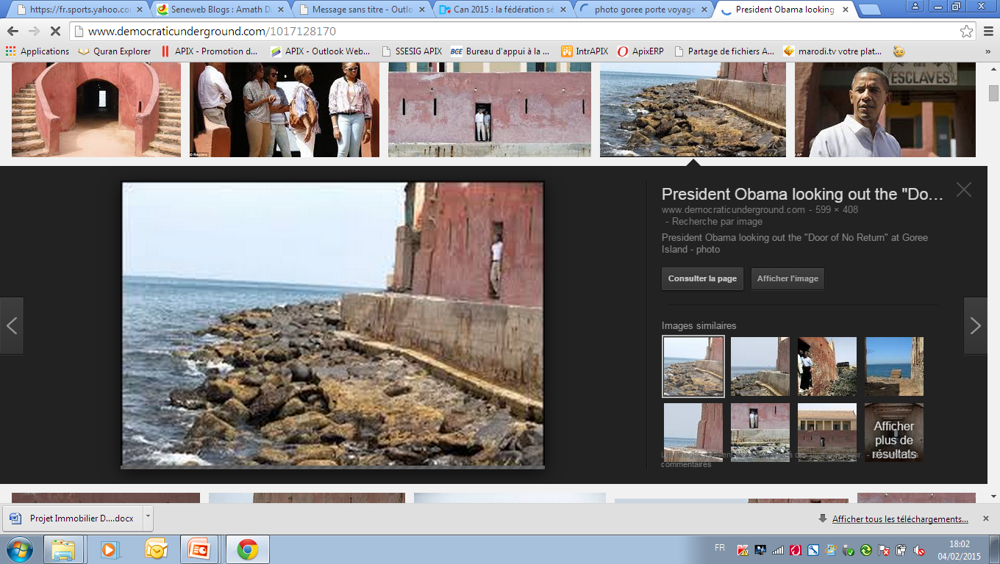 https://fr.sports.yahoo.co
Seneweb Blogs : Amath D
Message sans titre - Outlo
Can 2015 : la fédération sé
photo goree porte voyage
President Obama looking
www.democraticunderground.com/1017128170
Applications
Quran Explorer
APIX - Promotion d...
APIX - Outlook Web...
SSESIG APIX
BGE Bureau d'appui à la ...
IntrAPIX
ApixERP
Partage de fichiers A...
marodi.tv votre plat...
»
DES
ESCLAVES
© Reuters
AP
President Obama looking out the "Do...
www.democraticunderground.com - 599 × 408
- Recherche par image
President Obama looking out the "Door of No Return" at Goree
Island - photo
Consulter la page
Afficher l'image
Images similaires
Afficher
plus de
résultats
commentaires
Projet Immobilier D....docx
Afficher tous les téléchargements...
FR
18:02
04/02/2015